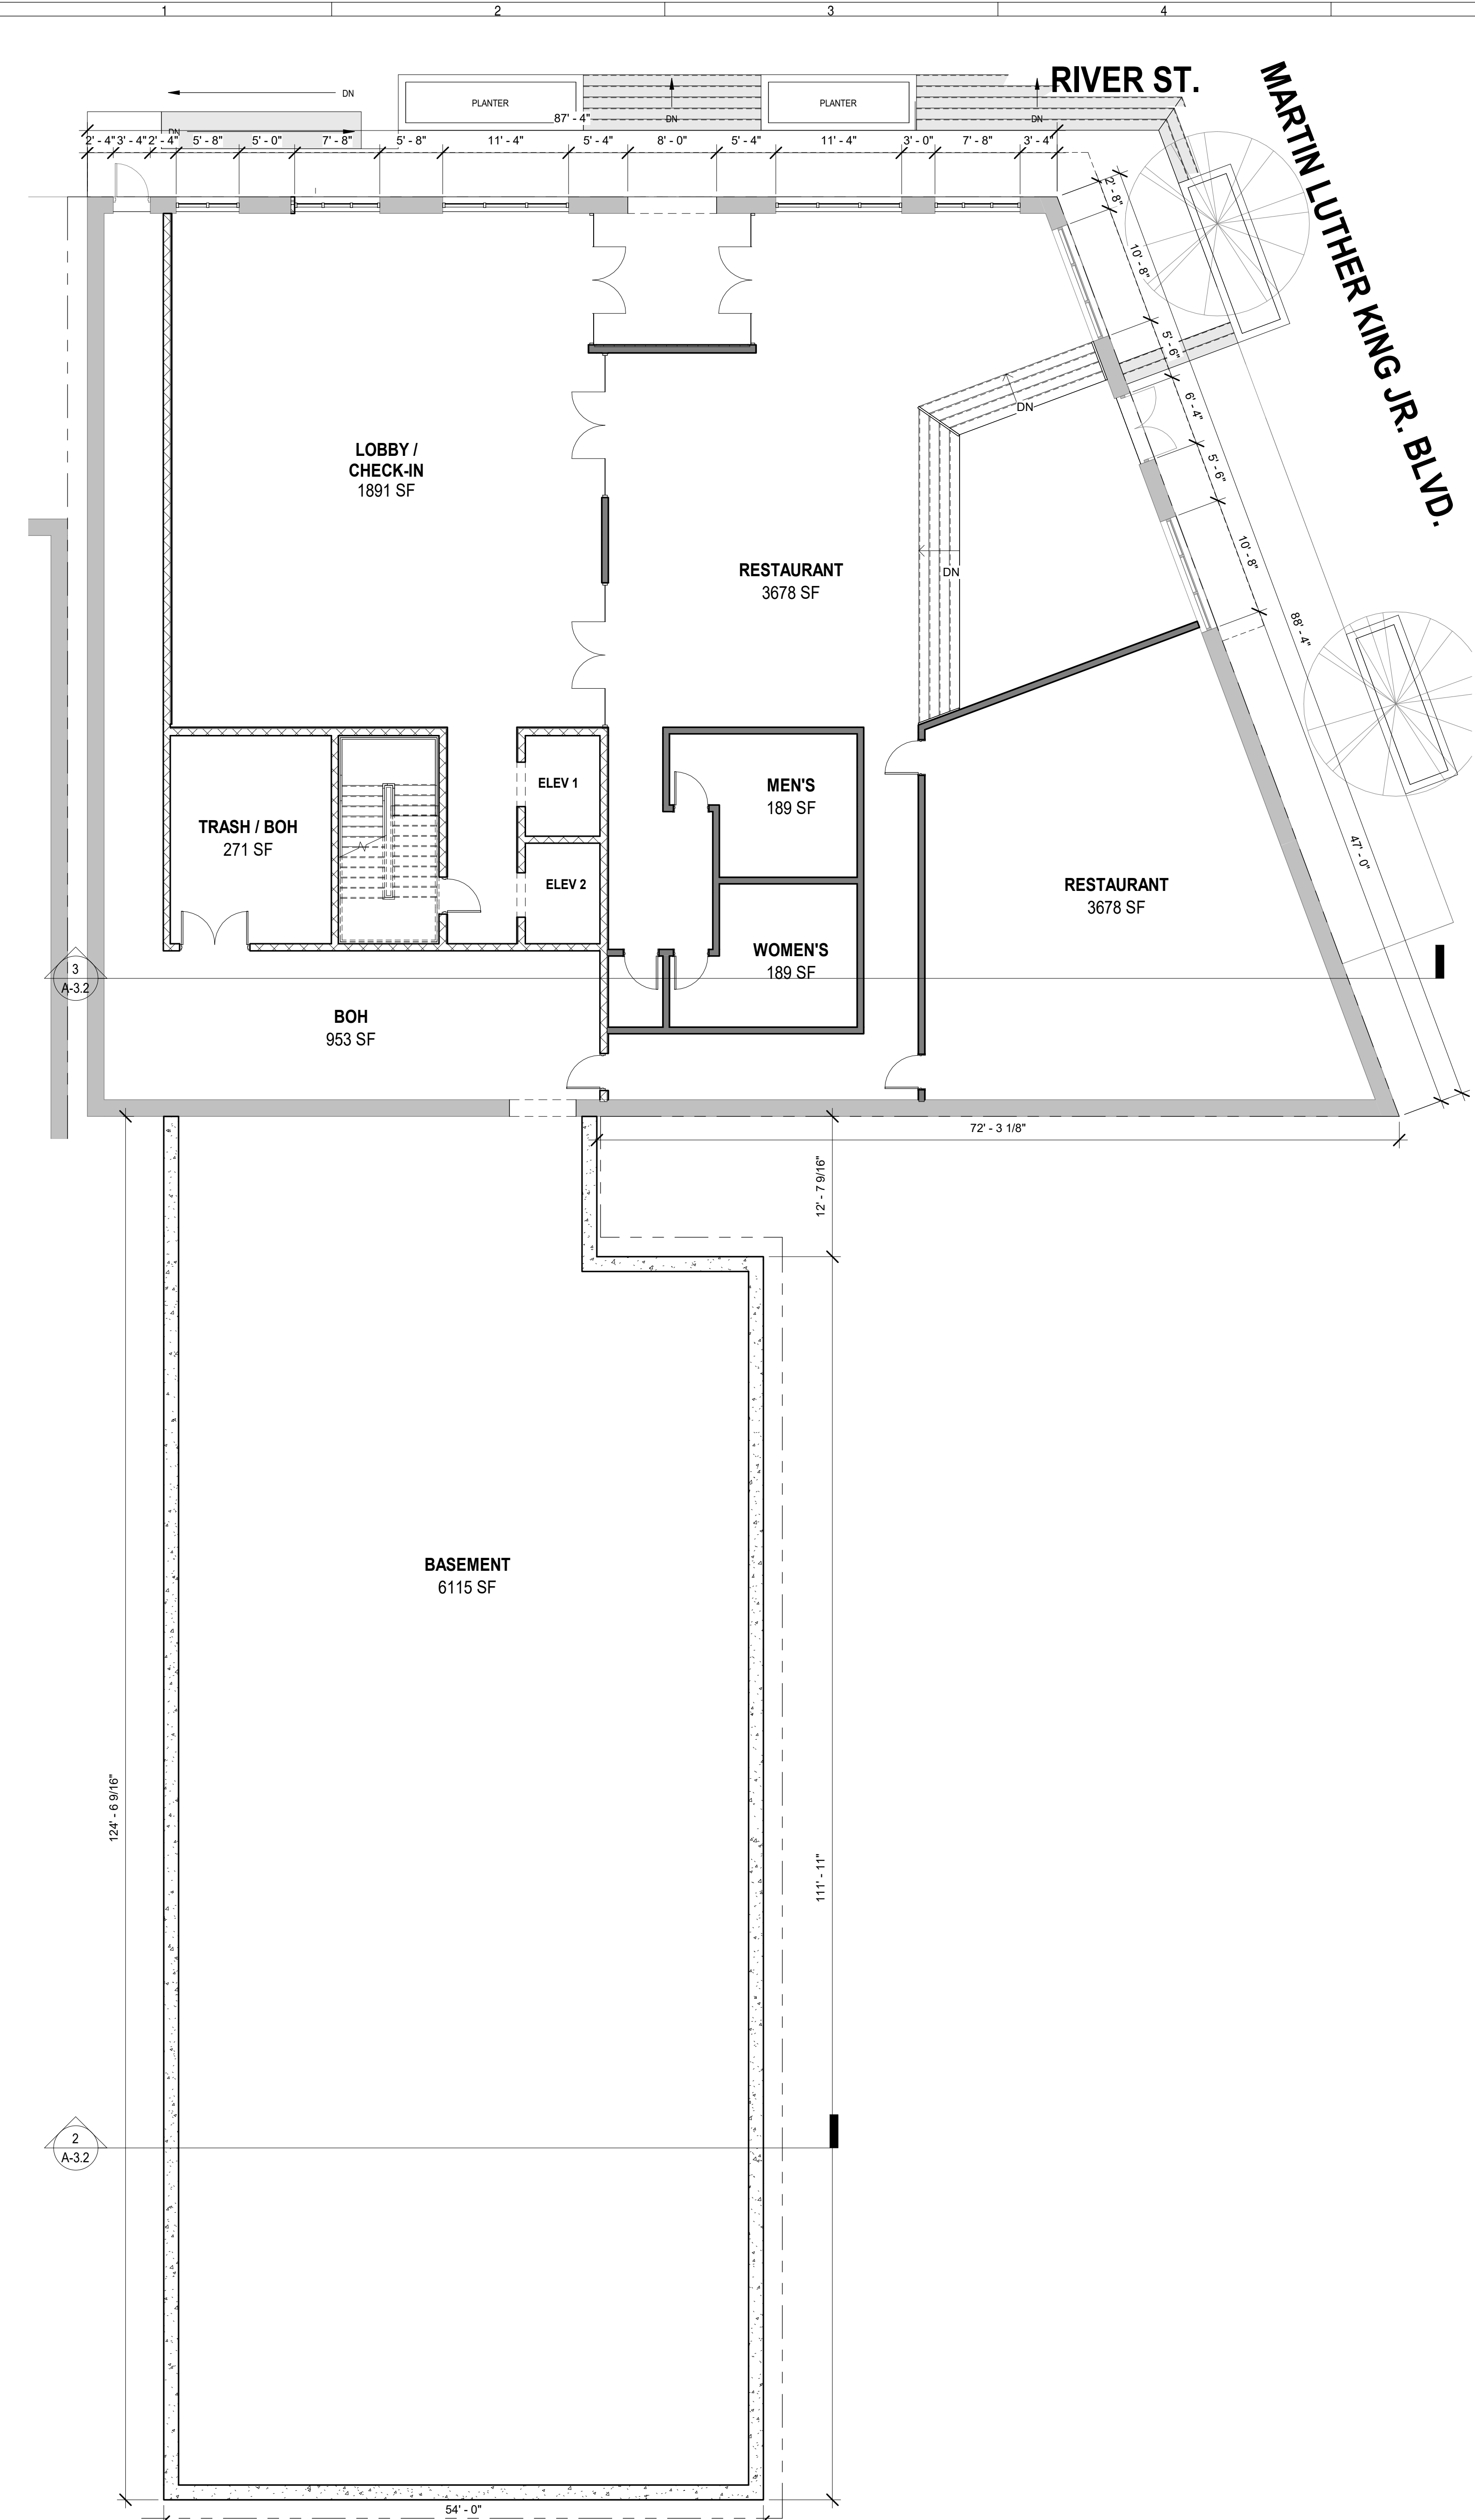 1
2
3
4
RIVER ST.
MARTIN LUTHER KING JR. BLVD.
DN
PLANTER
PLANTER
87' - 4"
DN
DN
DN
2' - 4"
3' - 4"
2' - 4"
5' - 8"
5' - 0"
7' - 8"
5' - 8"
11' - 4"
5' - 4"
8' - 0"
5' - 4"
11' - 4"
3' - 0"
7' - 8"
3' - 4"
2' - 8"
10' - 8"
5' - 6"
6' - 4"
5' - 6"
10' - 8"
88' - 4"
47' - 0"
DN
DN
LOBBY /
CHECK-IN
1891 SF
RESTAURANT
3678 SF
ELEV 1
MEN'S
189 SF
TRASH / BOH
271 SF
ELEV 2
RESTAURANT
3678 SF
WOMEN'S
189 SF
3
A-3.2
BOH
953 SF
72' - 3 1/8"
12' - 7 9/16"
BASEMENT
6115 SF
124' - 6 9/16"
111' - 11"
2
A-3.2
54' - 0"